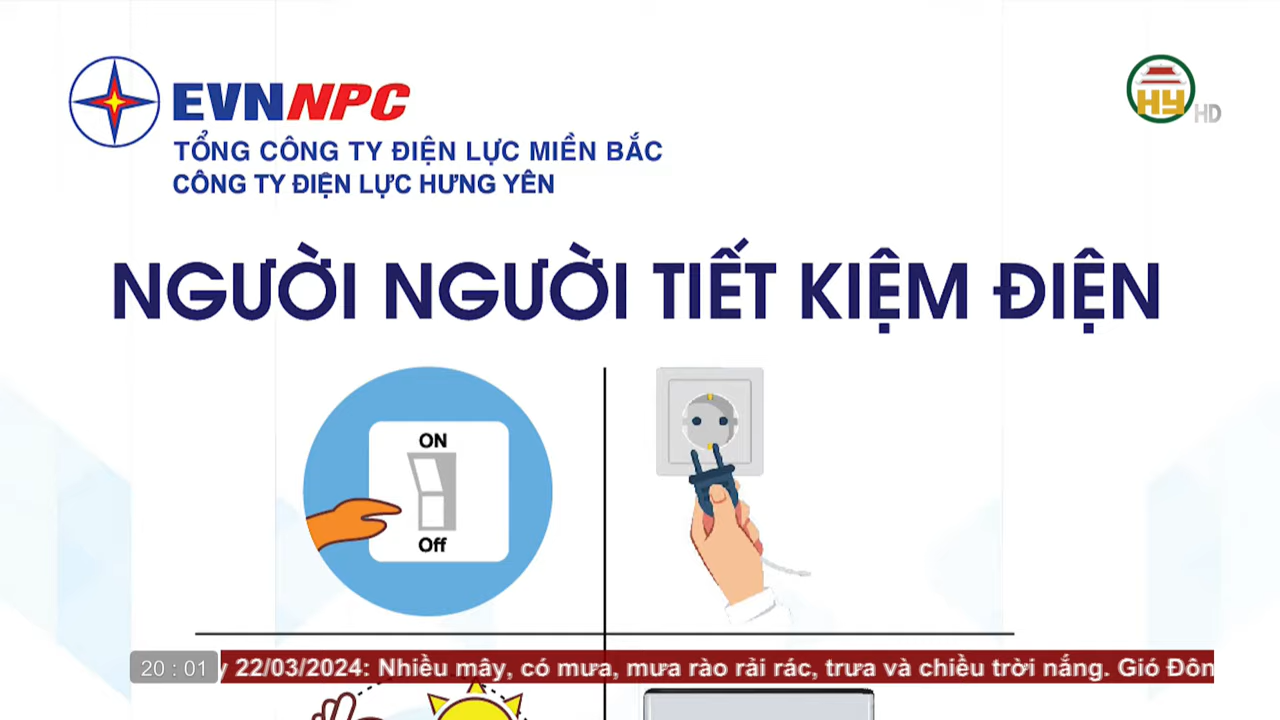 EVNNPC
TỔNG CÔNG TY ĐIỆN LỰC MIỀN BẮC
CÔNG TY ĐIỆN LỰC HƯNG YÊN
HY HD
NGƯỜI NGƯỜI TIẾT KIỆM ĐIỆN
ON
Off
20 : 01
y 22/03/2024: Nhiều mây, có mưa, mưa rào rải rác, trưa và chiều trời nắng. Gió Đôn